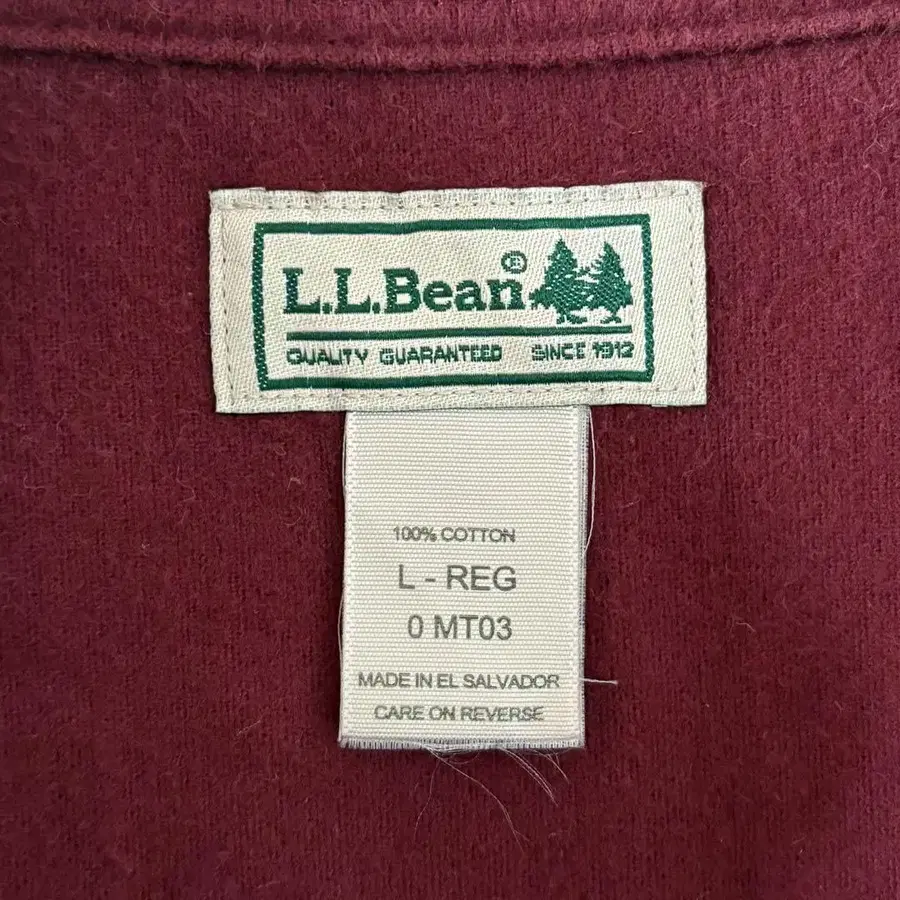 L.L.Bean®
QUALITY GUARANTEED SINCE 1912
100% COTTON
L - REG
0 MT03
MADE IN EL SALVADOR
CARE ON REVERSE